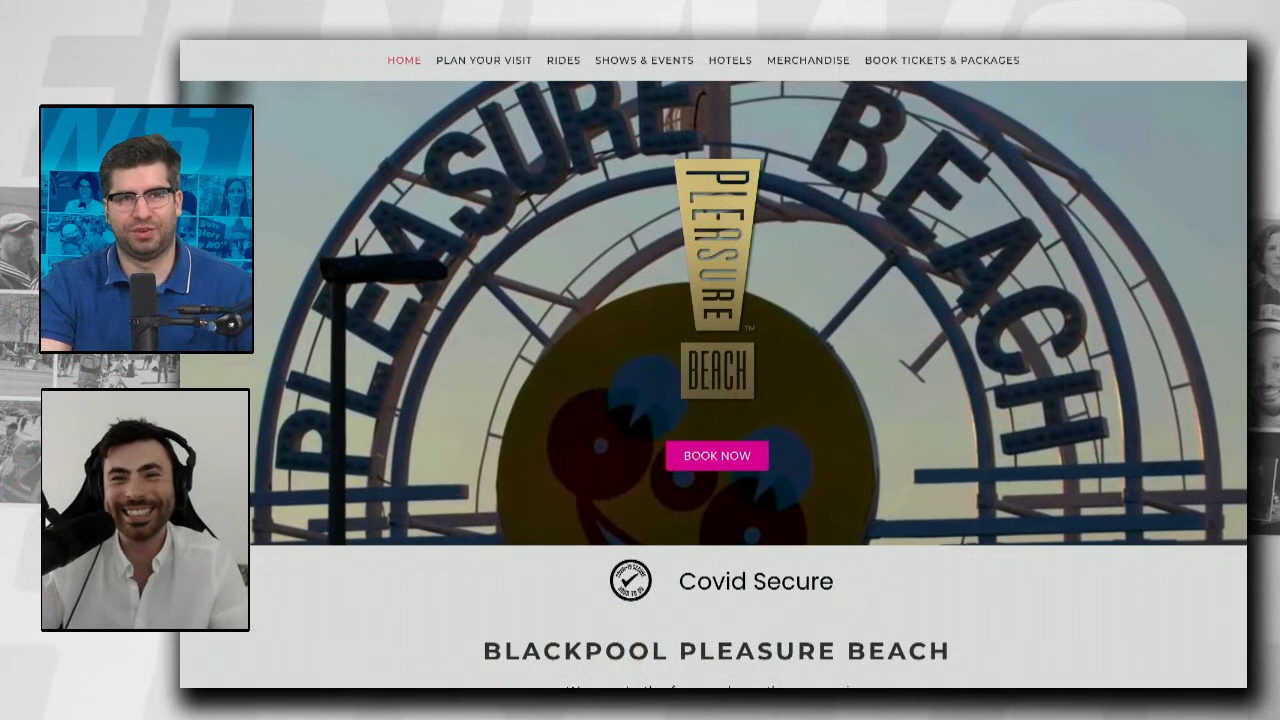 HOME PLAN YOUR VISIT RIDES SHOWS & EVENTS HOTELS MERCHANDISE BOOK TICKETS & PACKAGES
PLEASURE BEACH
PLEASURE
™
BEACH
BOOK NOW
Covid Secure
BLACKPOOL PLEASURE BEACH